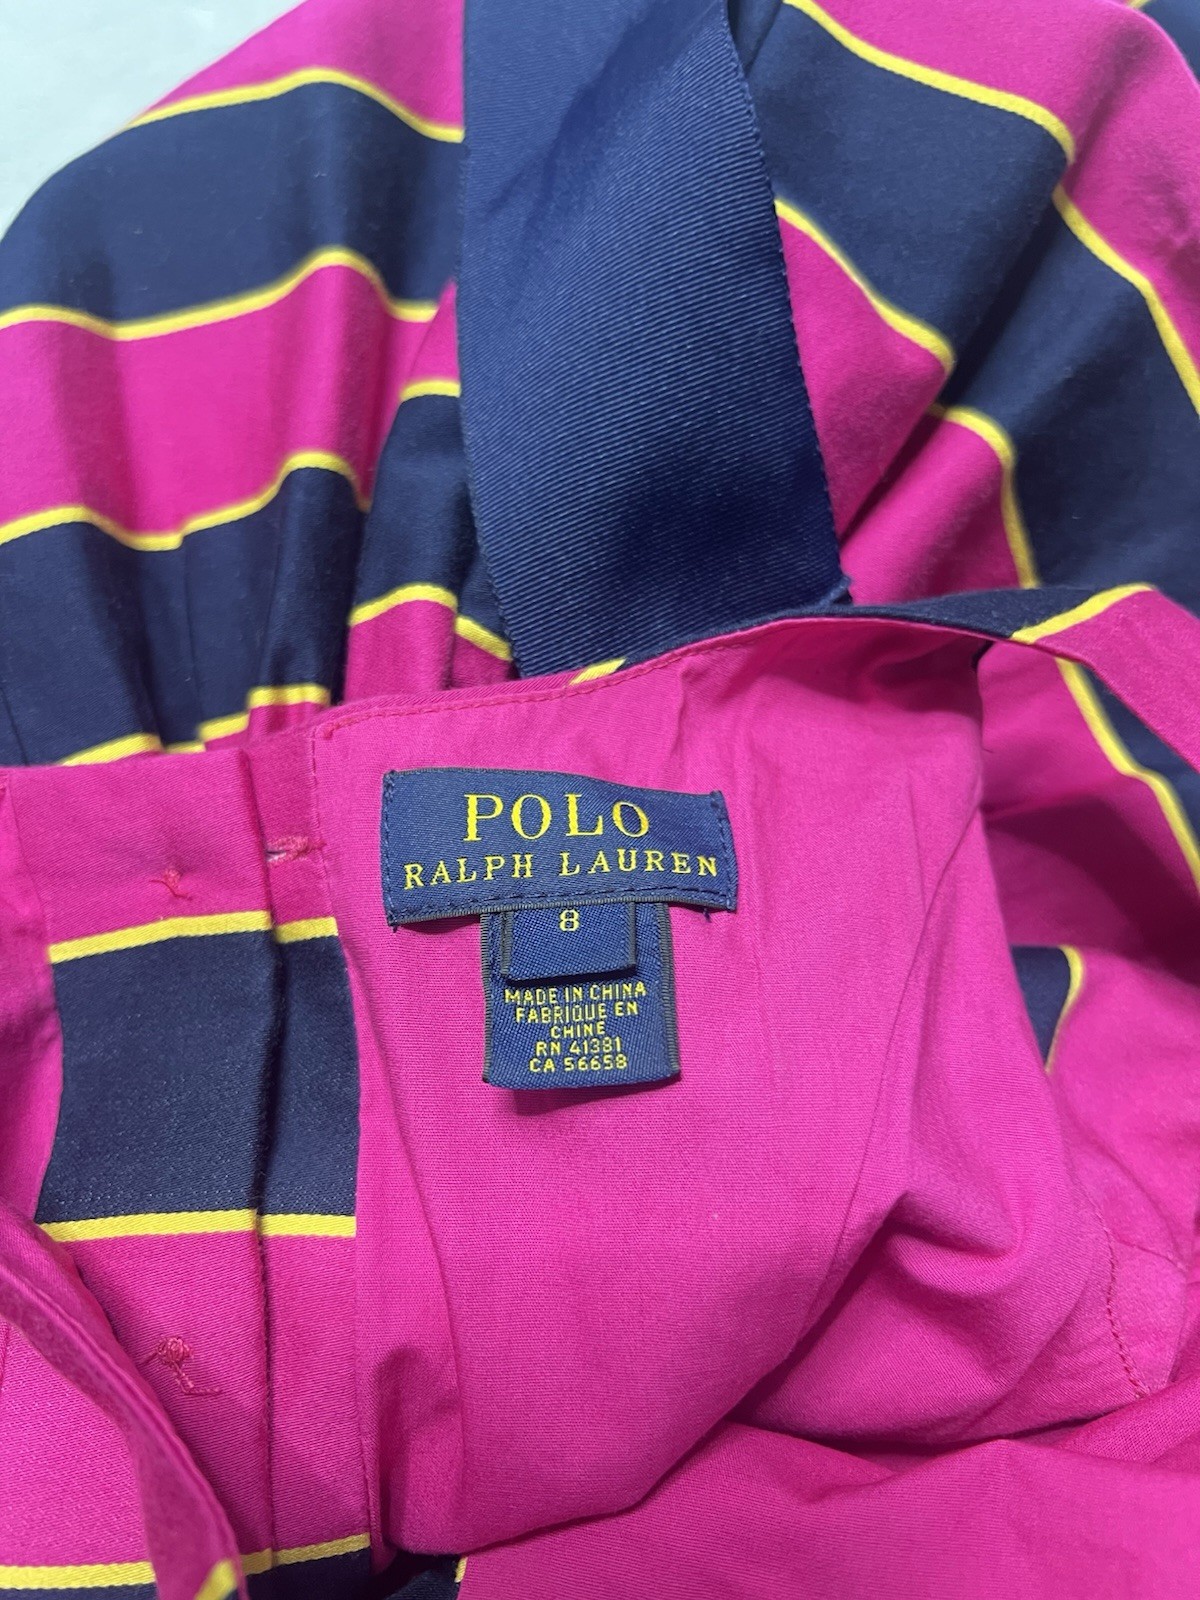 POLO
RALPH LAUREN
8
MADE IN CHINA
FABRIQUE EN
CHINE
RN 41381
CA 56658